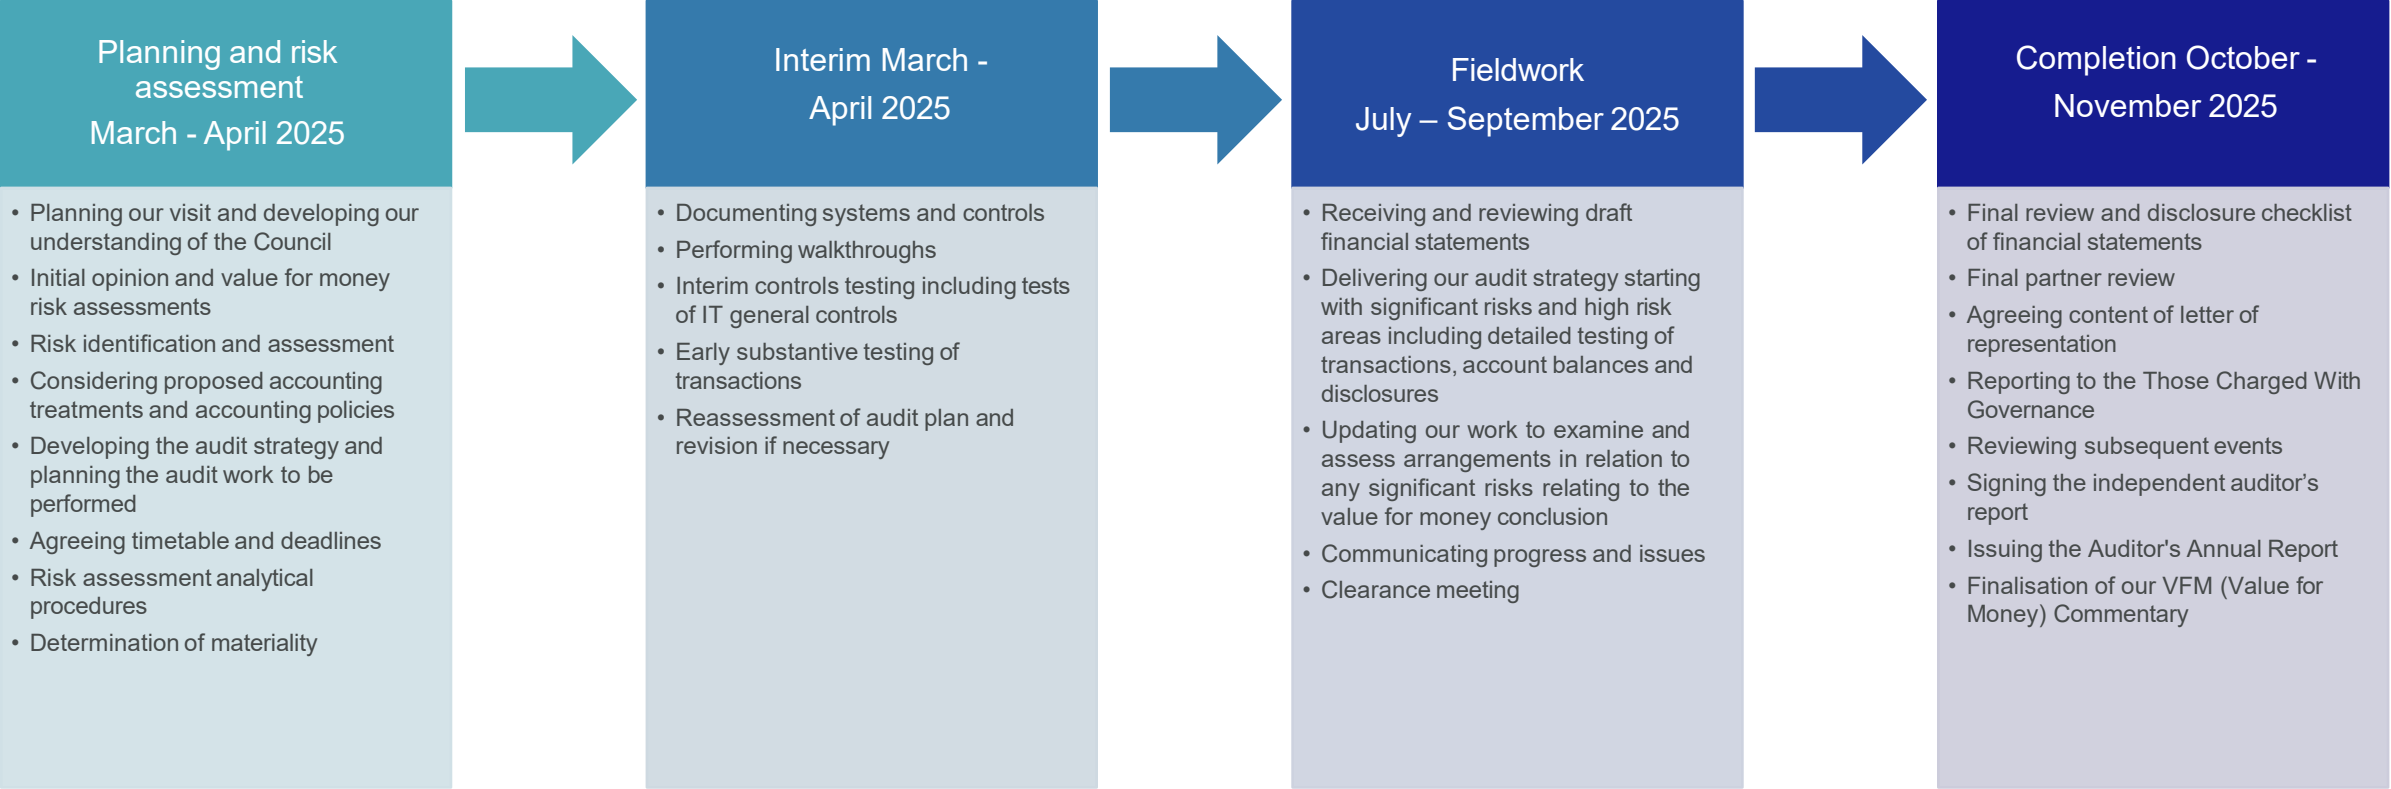 Planning and risk
assessment
March - April 2025
• Planning our visit and developing our
understanding of the Council
• Initial opinion and value for money
risk assessments
• Risk identification and assessment
• Considering proposed accounting
treatments and accounting policies
• Developing the audit strategy and
planning the audit work to be
performed
• Agreeing timetable and deadlines
• Risk assessment analytical
procedures
• Determination of materiality
Interim March -
April 2025
• Documenting systems and controls
• Performing walkthroughs
• Interim controls testing including tests
of IT general controls
• Early substantive testing of
transactions
• Reassessment of audit plan and
revision if necessary
Fieldwork
July – September 2025
• Receiving and reviewing draft
financial statements
• Delivering our audit strategy starting
with significant risks and high risk
areas including detailed testing of
transactions, account balances and
disclosures
• Updating our work to examine and
assess arrangements in relation to
any significant risks relating to the
value for money conclusion
• Communicating progress and issues
• Clearance meeting
Completion October -
November 2025
• Final review and disclosure checklist
of financial statements
• Final partner review
• Agreeing content of letter of
representation
• Reporting to the Those Charged With
Governance
• Reviewing subsequent events
• Signing the independent auditor’s
report
• Issuing the Auditor's Annual Report
• Finalisation of our VFM (Value for
Money) Commentary